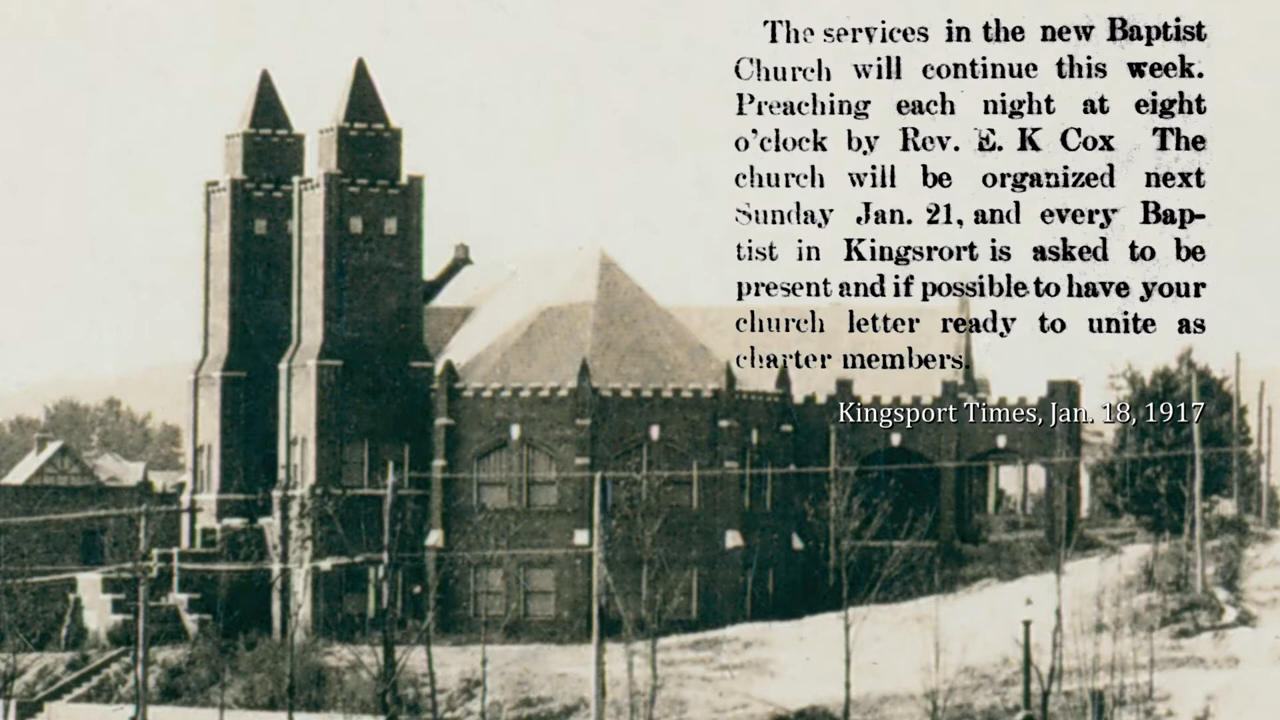 The services in the new Baptist
Church will continue this week.
Preaching each night at eight
o'clock by Rev. E. K Cox The
church will be organized next
Sunday Jan. 21, and every Bap-
tist in Kingsrort is asked to be
present and if possible to have your
church letter ready to unite as
charter members.
Kingsport Times, Jan. 18, 1917